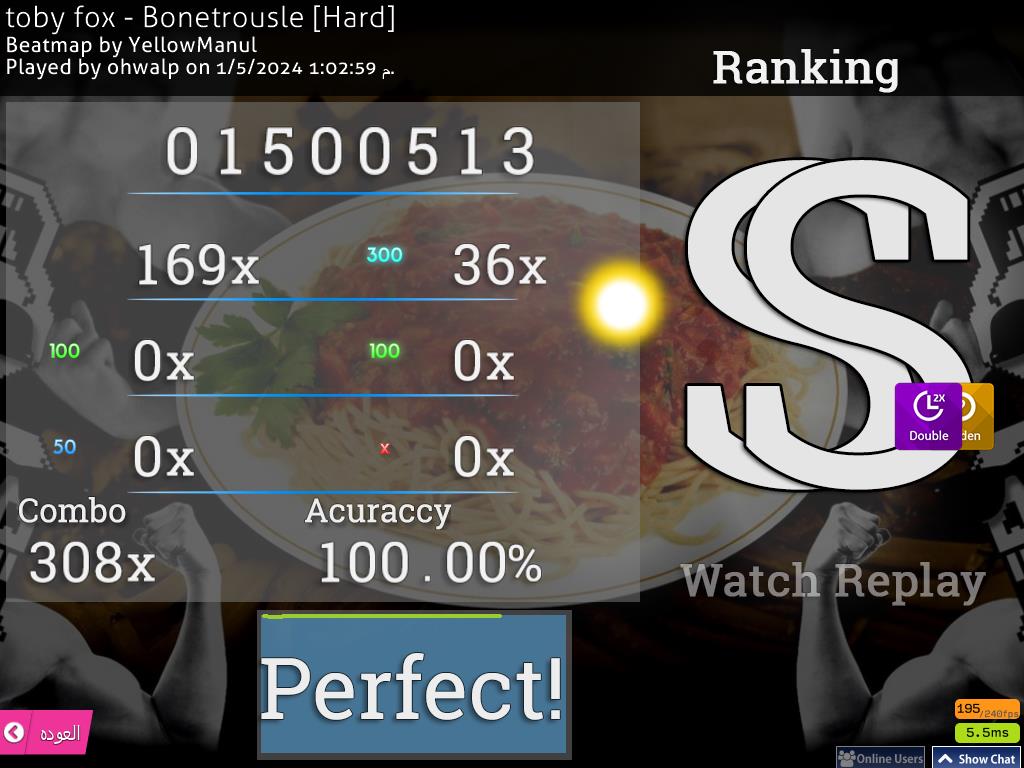 toby fox - Bonetrousle [Hard]
Beatmap by YellowManul
Played by ohwalp on 1/5/2024 1:02:59 م.
Ranking
01500513
169x 300 36x
100 0x 100 0x
50 0x x 0x
Combo Acuraccy
308x 100.00%
S
S
2X
Double
den
Watch Replay
Perfect!
العوده
195/240fps
5.5ms
Online Users
Show Chat